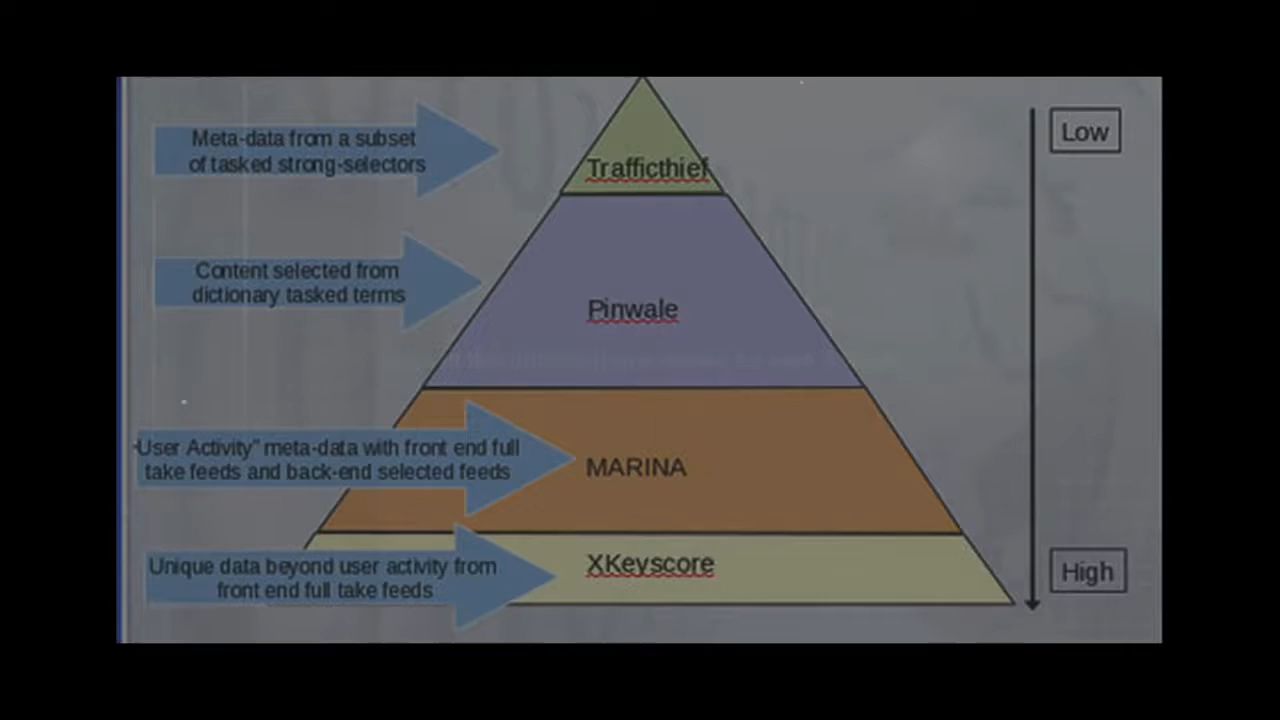 Meta-data from a subset
of tasked strong-selectors
Trafficthief
Low
Content selected from
dictionary tasked terms
Pinwale
User Activity" meta-data with front end full
take feeds and back-end selected feeds
MARINA
Unique data beyond user activity from
front end full take feeds
XKeyscore
High